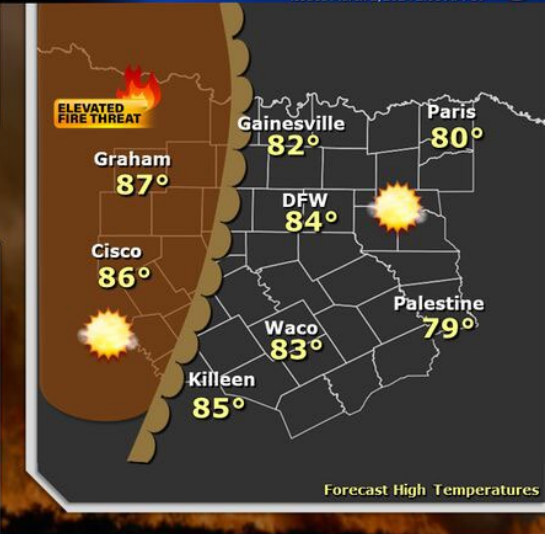 ELEVATED
FIRE THREAT
Gainesville
82°
Paris
80°
Graham
87°
DFW
84°
Cisco
86°
Palestine
79°
Waco
83°
Killeen
85°
Forecast High Temperatures